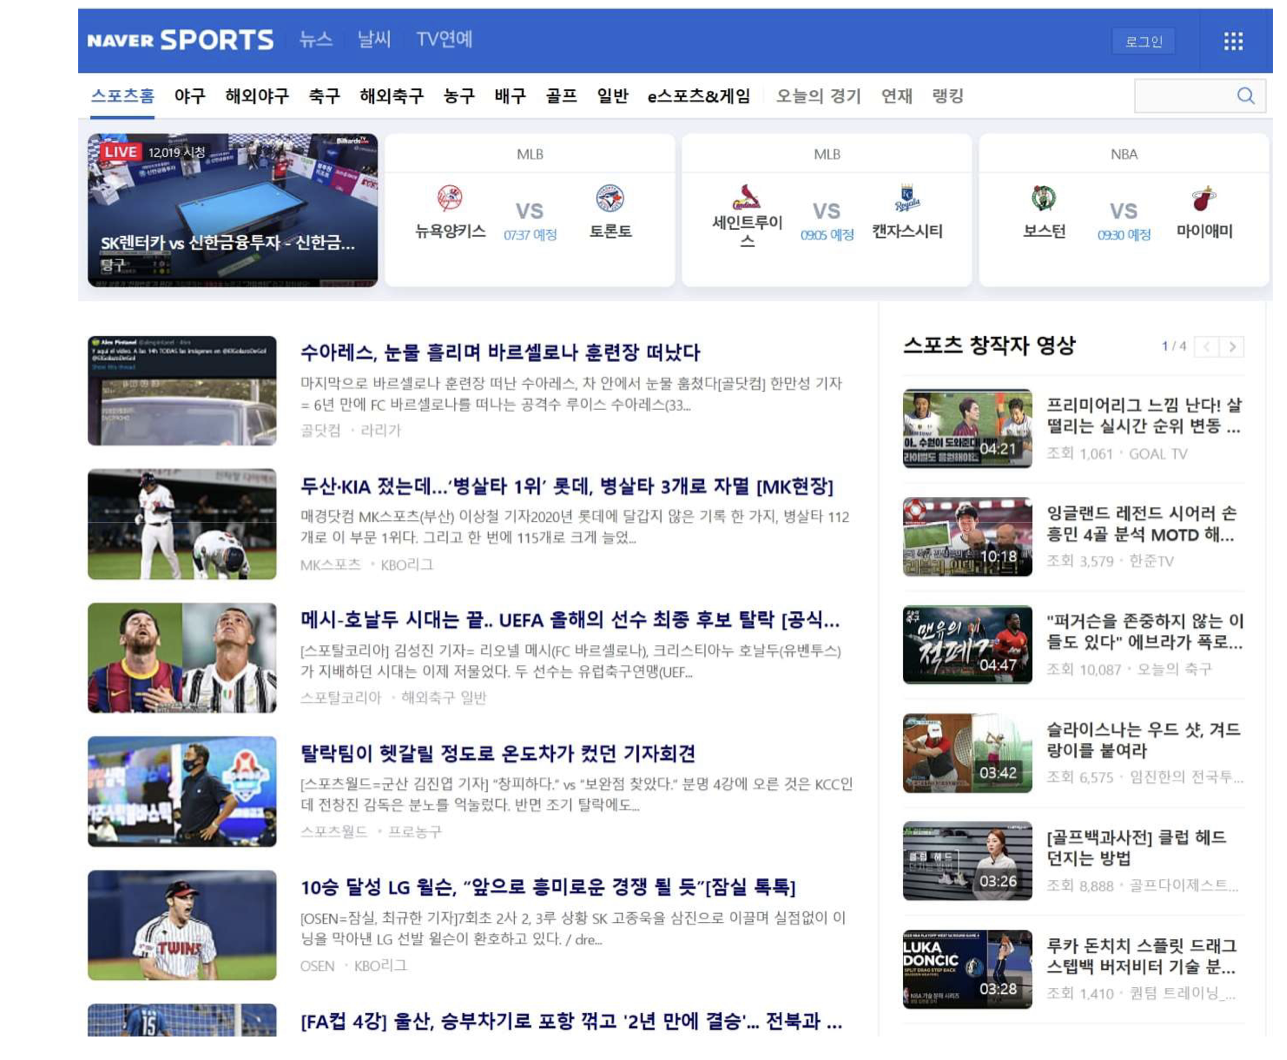 NAVER SPORTS 뉴스 날씨 TV연예 로그인
스포츠홈 야구 해외야구 축구 해외축구 농구 배구 골프 일반 e스포츠&게임 오늘의 경기 연재 랭킹
LIVE 12,019 시청
SK렌터카 vs 신한금융투자 - 신한금...
당구
MLB
뉴욕양키스 VS 07:37 예정 토론토
MLB
세인트루이스 VS 09:05 예정 캔자스시티
NBA
보스턴 VS 09:30 예정 마이애미
수아레스, 눈물 흘리며 바르셀로나 훈련장 떠났다
마지막으로 바르셀로나 훈련장 떠난 수아레스, 차 안에서 눈물 훔쳤다[골닷컴] 한만성 기자
= 6년 만에 FC 바르셀로나를 떠나는 공격수 루이스 수아레스(33...
골닷컴 · 라리가
두산·KIA 졌는데…‘병살타 1위’ 롯데, 병살타 3개로 자멸 [MK현장]
매경닷컴 MK스포츠(부산) 이상철 기자2020년 롯데에 달갑지 않은 기록 한 가지, 병살타 112
개로 이 부문 1위다. 그리고 한 번에 115개로 크게 늘었...
MK스포츠 · KBO리그
메시-호날두 시대는 끝.. UEFA 올해의 선수 최종 후보 탈락 [공식...
[스포탈코리아] 김성진 기자= 리오넬 메시(FC 바르셀로나), 크리스티아누 호날두(유벤투스)
가 지배하던 시대는 이제 저물었다. 두 선수는 유럽축구연맹(UEF...
스포탈코리아 · 해외축구 일반
탈락팀이 헷갈릴 정도로 온도차가 컸던 기자회견
[스포츠월드=군산 김진엽 기자] “창피하다.” vs “보완점 찾았다.” 분명 4강에 오른 것은 KCC인
데 전창진 감독은 분노를 억눌렀다. 반면 조기 탈락에도...
스포츠월드 · 프로농구
10승 달성 LG 윌슨, “앞으로 흥미로운 경쟁 될 듯”[잠실 톡톡]
[OSEN=잠실, 최규한 기자]7회초 2사 2, 3루 상황 SK 고종욱을 삼진으로 이끌며 실점없이 이
닝을 막아낸 LG 선발 윌슨이 환호하고 있다. / dre...
OSEN · KBO리그
TWINS
[FA컵 4강] 울산, 승부차기로 포항 꺾고 '2년 만에 결승'... 전북과 ...
15
스포츠 창작자 영상 1 / 4
04:21
프리미어리그 느낌 난다! 살
떨리는 실시간 순위 변동 ...
조회 1,061 · GOAL TV
10:18
잉글랜드 레전드 시어러 손
흥민 4골 분석 MOTD 해...
조회 3,579 · 한준TV
맨유의
적폐?
04:47
"퍼거슨을 존중하지 않는 이
들도 있다" 에브라가 폭로...
조회 10,087 · 오늘의 축구
03:42
슬라이스나는 우드 샷, 겨드
랑이를 붙여라
조회 6,575 · 임진한의 전국투...
클럽 헤드
03:26
[골프백과사전] 클럽 헤드
던지는 방법
조회 8,888 · 골프다이제스트...
LUKA
DONCIC
03:28
루카 돈치치 스플릿 드래그
스텝백 버저비터 기술 분...
조회 1,410 · 퀀텀 트레이닝_...